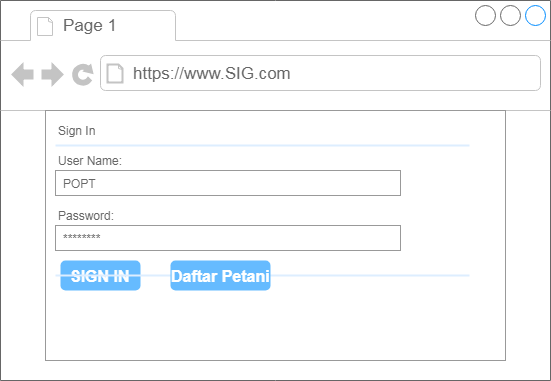 Page 1
https://www.SIG.com
Sign In
User Name:
POPT
Password:
********
SIGN IN Daftar Petani